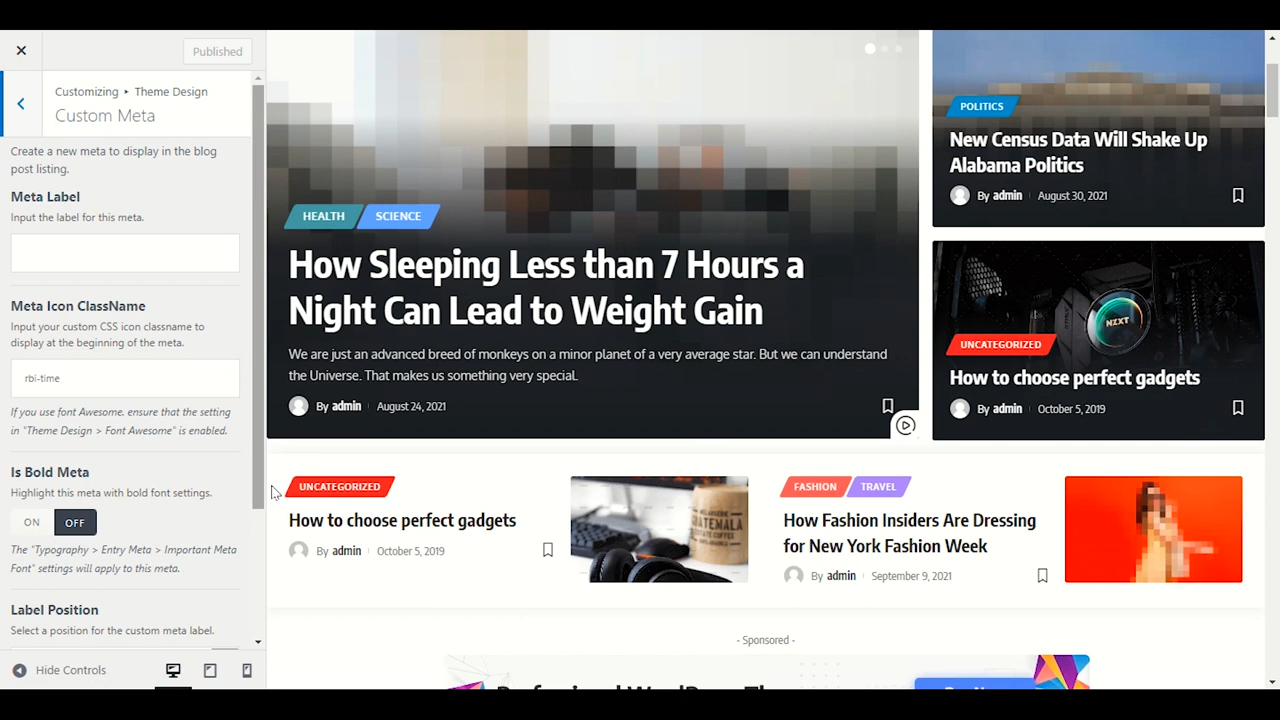 Published
Customizing ▸ Theme Design
Custom Meta
Create a new meta to display in the blog
post listing.
Meta Label
Input the label for this meta.
Meta Icon ClassName
Input your custom CSS icon classname to
display at the beginning of the meta.
rbi-time
If you use font Awesome. ensure that the setting
in "Theme Design > Font Awesome" is enabled.
Is Bold Meta
Highlight this meta with bold font settings.
ON OFF
The "Typography > Entry Meta > Important Meta
Font" settings will apply to this meta.
Label Position
Select a position for the custom meta label.
Hide Controls
HEALTH SCIENCE
How Sleeping Less than 7 Hours a
Night Can Lead to Weight Gain
We are just an advanced breed of monkeys on a minor planet of a very average star. But we can understand
the Universe. That makes us something very special.
By admin August 24, 2021
POLITICS
New Census Data Will Shake Up
Alabama Politics
By admin August 30, 2021
NZXT
UNCATEGORIZED
How to choose perfect gadgets
By admin October 5, 2019
UNCATEGORIZED
How to choose perfect gadgets
By admin October 5, 2019
GUATEMALA
FASHION TRAVEL
How Fashion Insiders Are Dressing
for New York Fashion Week
By admin September 9, 2021
- Sponsored -